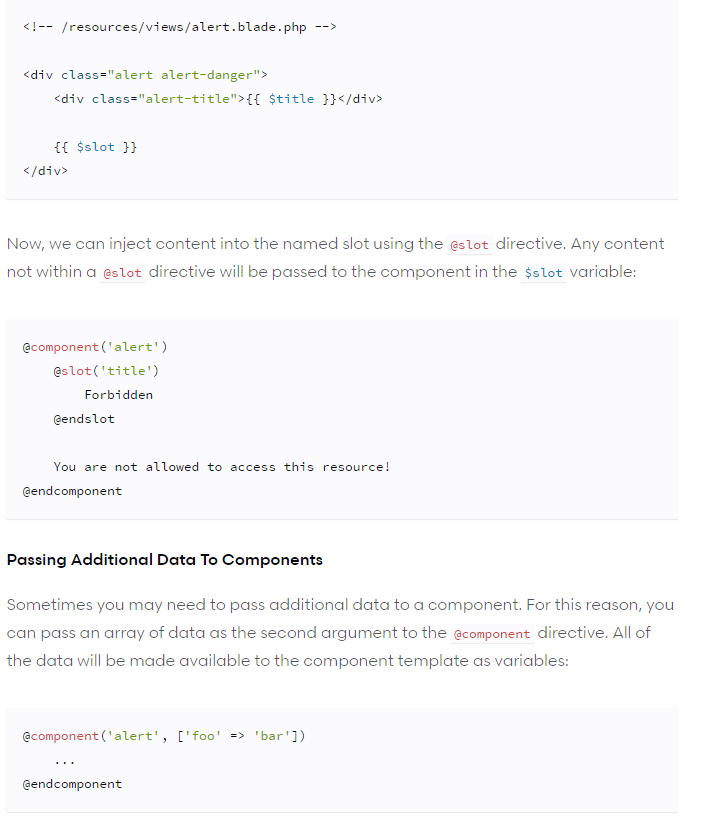 <!-- /resources/views/alert.blade.php -->
<div class="alert alert-danger">
    <div class="alert-title">{{ $title }}</div>
    {{ $slot }}
</div>
Now, we can inject content into the named slot using the @slot directive. Any content
not within a @slot directive will be passed to the component in the $slot variable:
@component('alert')
    @slot('title')
        Forbidden
    @endslot
    You are not allowed to access this resource!
@endcomponent
Passing Additional Data To Components
Sometimes you may need to pass additional data to a component. For this reason, you
can pass an array of data as the second argument to the @component directive. All of
the data will be made available to the component template as variables:
@component('alert', ['foo' => 'bar'])
    ...
@endcomponent